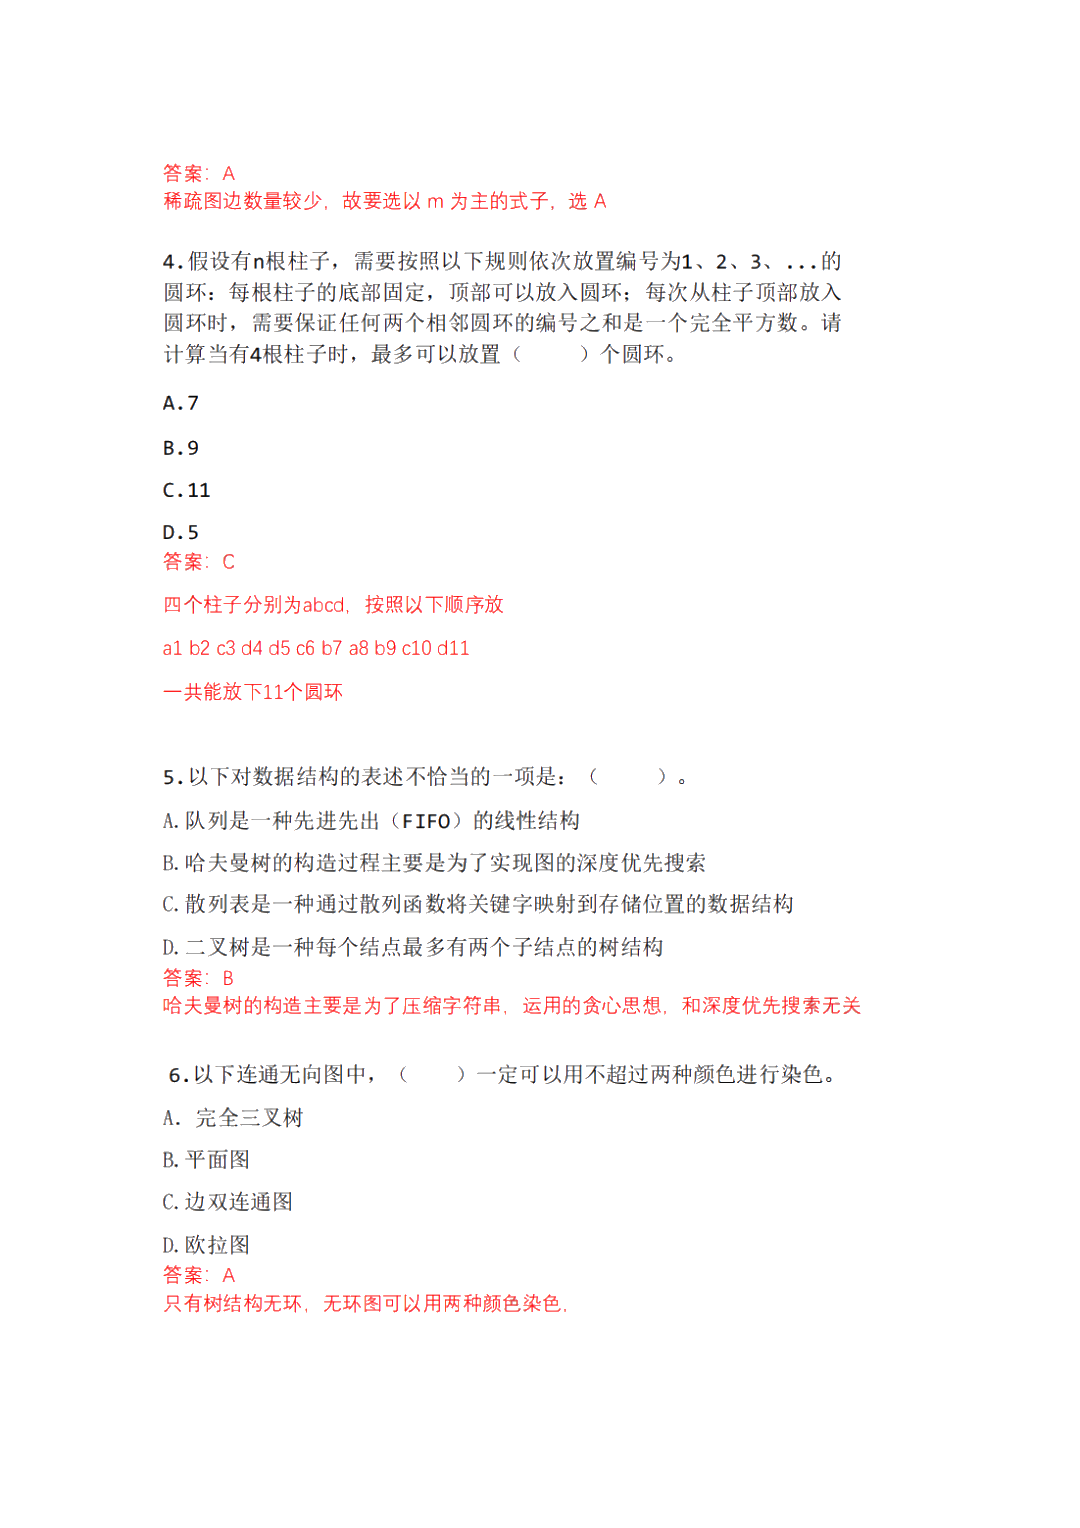 答案：A
稀疏图边数量较少，故要选以 m 为主的式子，选 A
4.假设有n根柱子，需要按照以下规则依次放置编号为1、2、3、...的
圆环：每根柱子的底部固定，顶部可以放入圆环；每次从柱子顶部放入
圆环时，需要保证任何两个相邻圆环的编号之和是一个完全平方数。请
计算当有4根柱子时，最多可以放置（　　）个圆环。
A.7
B.9
C.11
D.5
答案：C
四个柱子分别为abcd，按照以下顺序放
a1 b2 c3 d4 d5 c6 b7 a8 b9 c10 d11
一共能放下11个圆环
5.以下对数据结构的表述不恰当的一项是：（　　）。
A.队列是一种先进先出（FIFO）的线性结构
B.哈夫曼树的构造过程主要是为了实现图的深度优先搜索
C.散列表是一种通过散列函数将关键字映射到存储位置的数据结构
D.二叉树是一种每个结点最多有两个子结点的树结构
答案：B
哈夫曼树的构造主要是为了压缩字符串，运用的贪心思想，和深度优先搜索无关
6.以下连通无向图中，（　　）一定可以用不超过两种颜色进行染色。
A. 完全三叉树
B.平面图
C.边双连通图
D.欧拉图
答案：A
只有树结构无环，无环图可以用两种颜色染色，